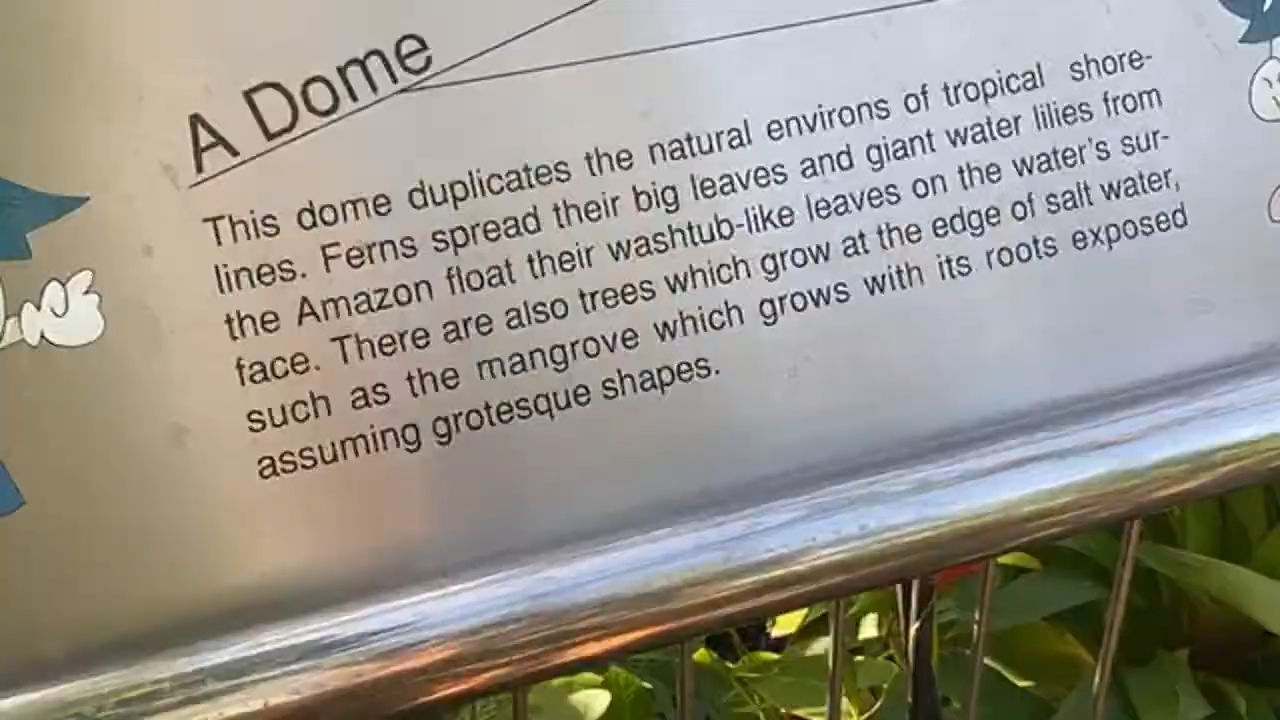 A Dome
This dome duplicates the natural environs of tropical shore-
lines. Ferns spread their big leaves and giant water lilies from
the Amazon float their washtub-like leaves on the water's sur-
face. There are also trees which grow at the edge of salt water,
such as the mangrove which grows with its roots exposed
assuming grotesque shapes.